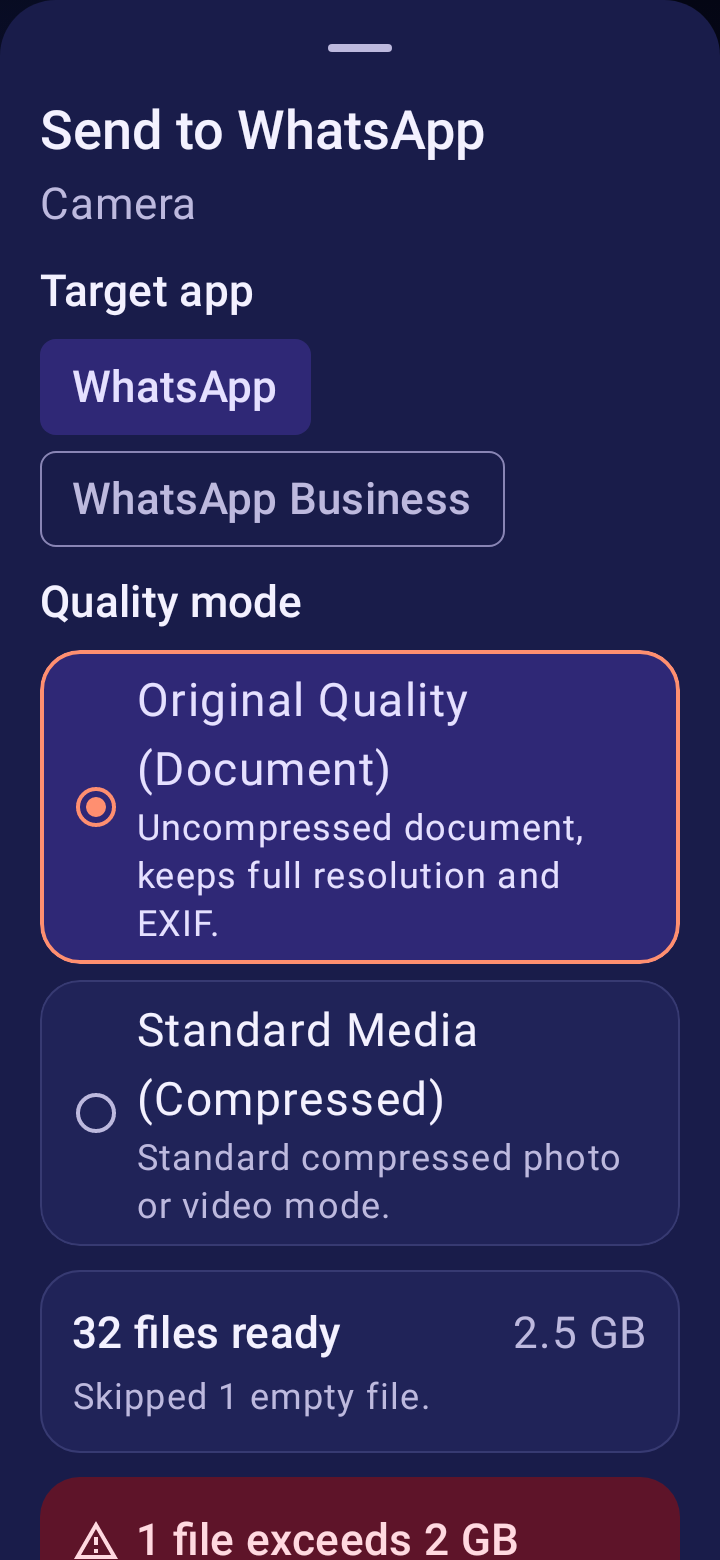 Send to WhatsApp
Camera
Target app
WhatsApp
WhatsApp Business
Quality mode
Original Quality
(Document)
Uncompressed document,
keeps full resolution and
EXIF.
Standard Media
(Compressed)
Standard compressed photo
or video mode.
32 files ready 2.5 GB
Skipped 1 empty file.
1 file exceeds 2 GB